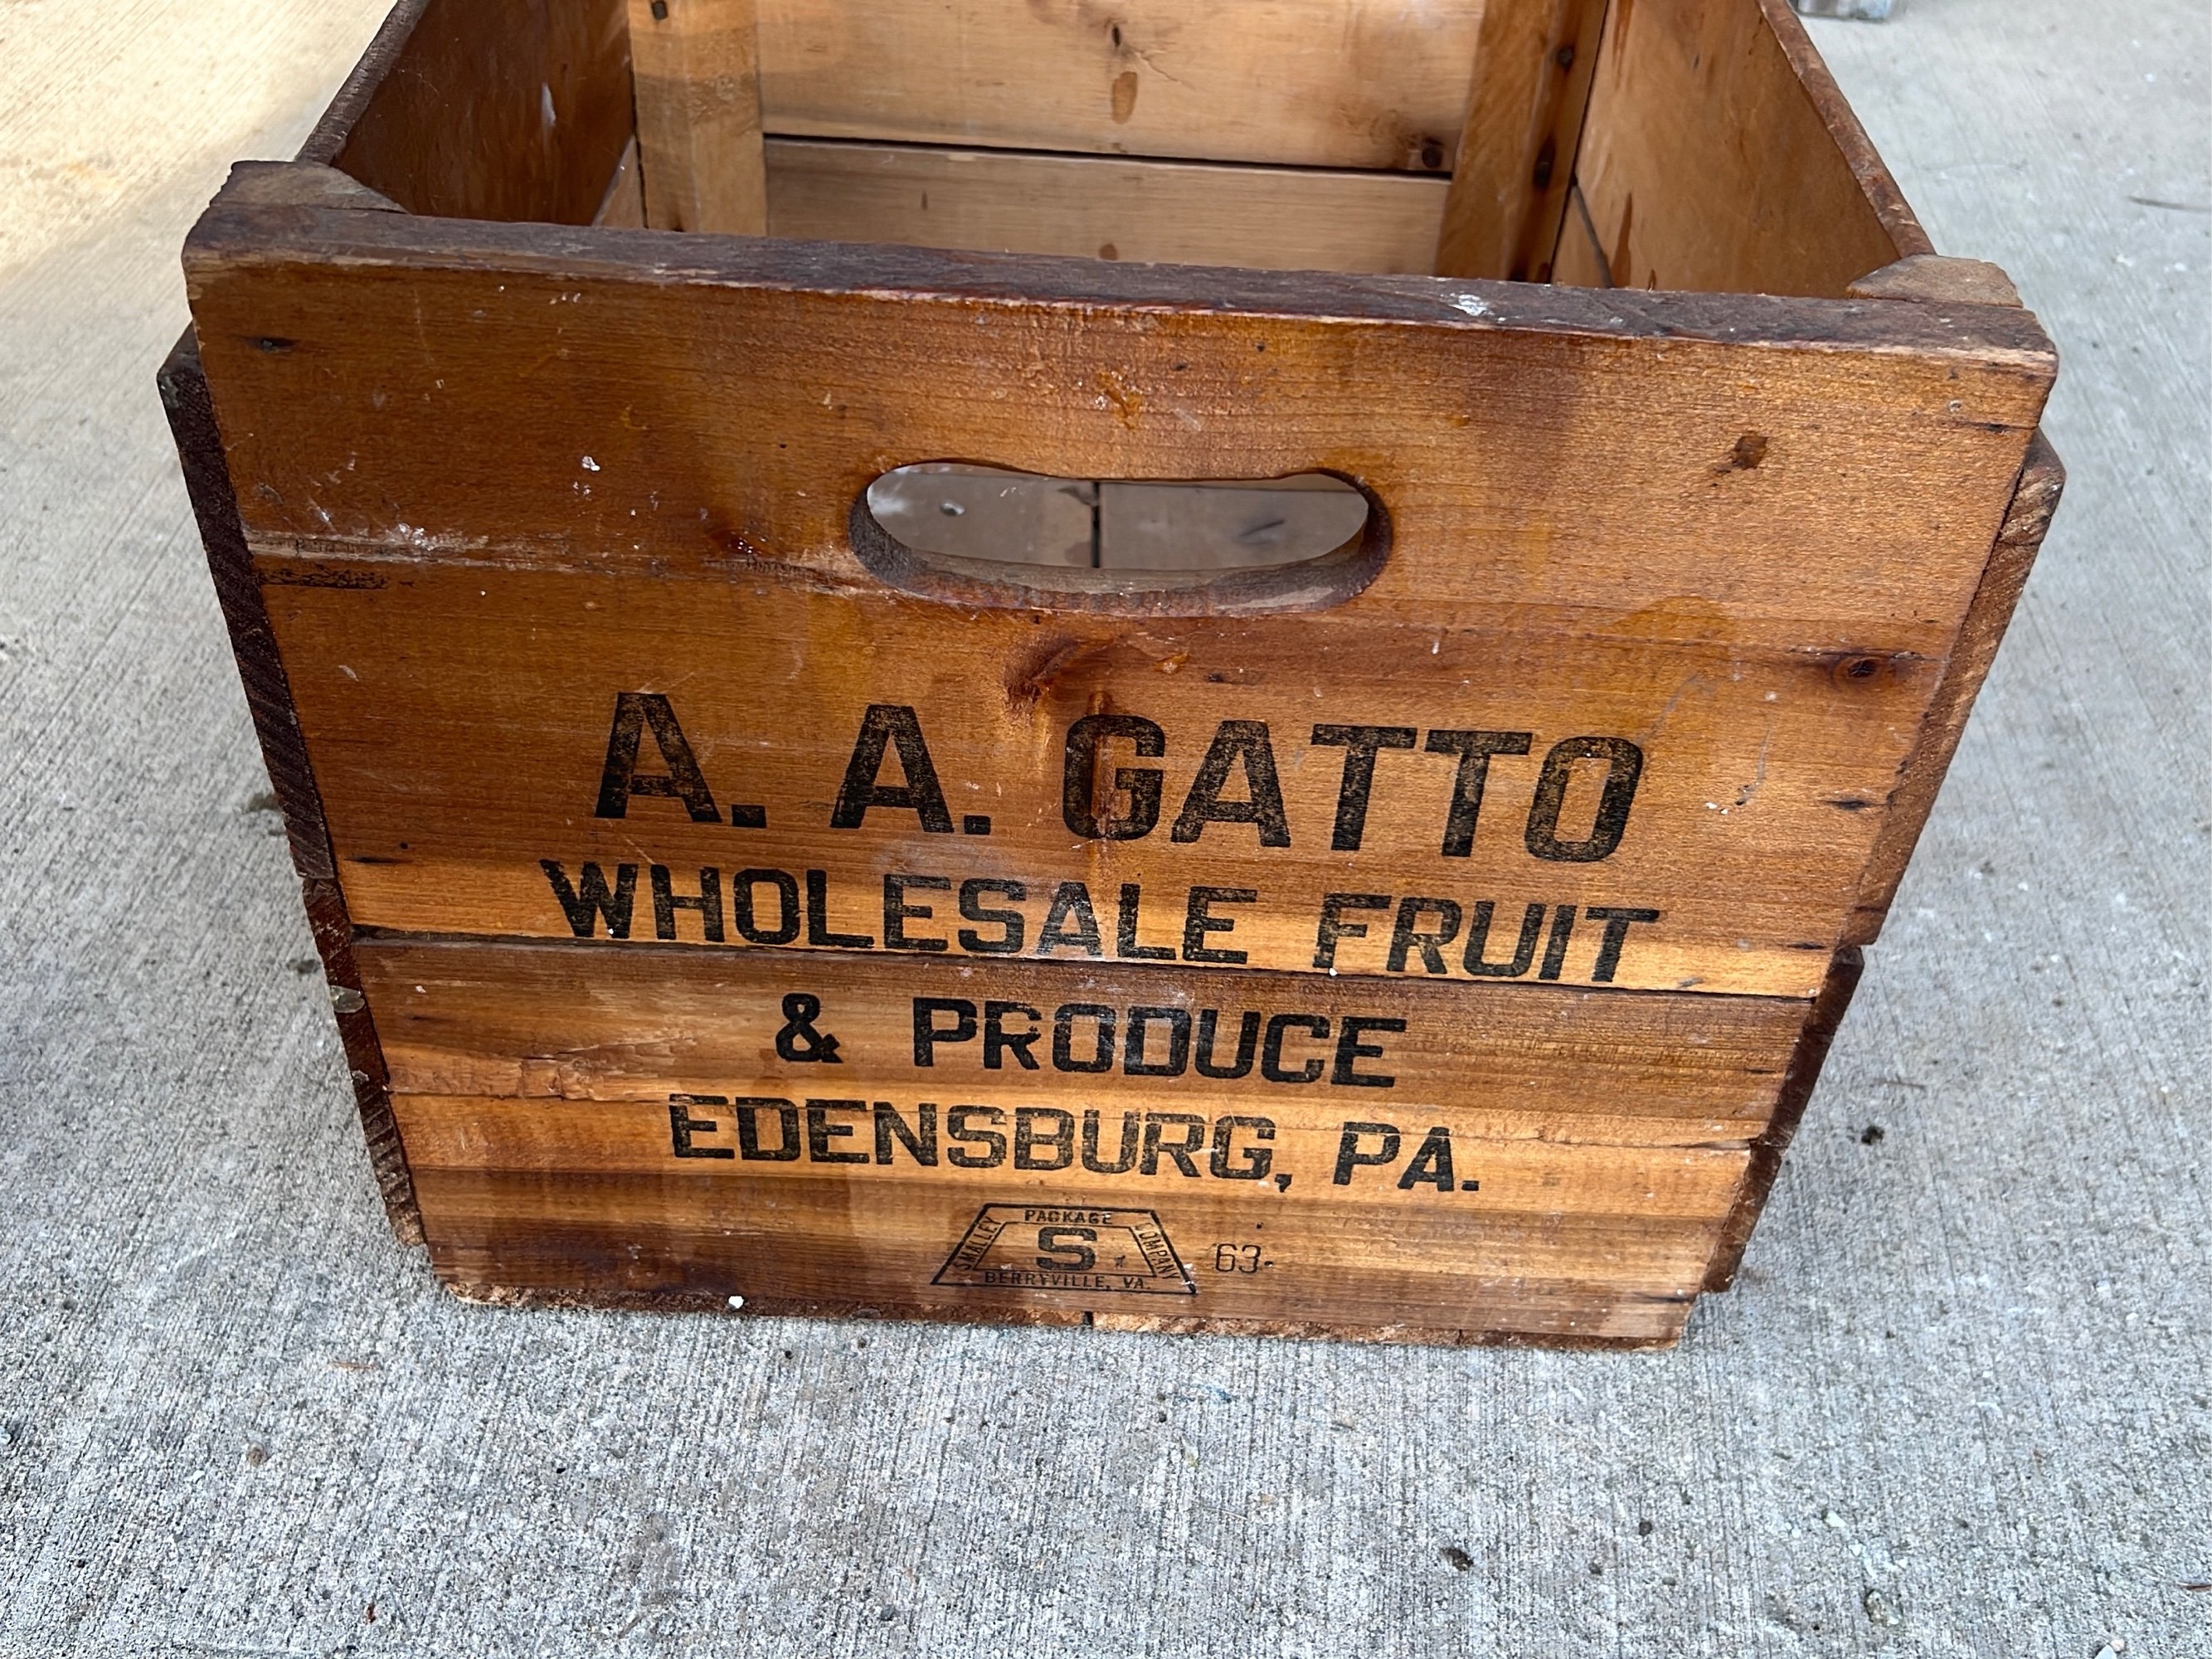 A. A. GATTO
WHOLESALE FRUIT
& PRODUCE
EDENSBURG, PA.
PACKAGE
SMALLEY S COMPANY 63
BERRYVILLE, VA.